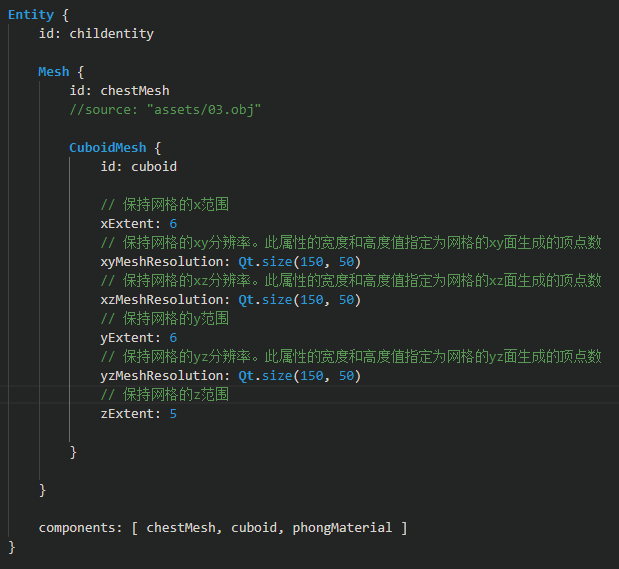 Entity {
id: childentity
Mesh {
id: chestMesh
//source: "assets/03.obj"
CuboidMesh {
id: cuboid
// 保持网格的x范围
xExtent: 6
// 保持网格的xy分辨率。此属性的宽度和高度值指定为网格的xy面生成的顶点数
xyMeshResolution: Qt.size(150, 50)
// 保持网格的xz分辨率。此属性的宽度和高度值指定为网格的xz面生成的顶点数
xzMeshResolution: Qt.size(150, 50)
// 保持网格的y范围
yExtent: 6
// 保持网格的yz分辨率。此属性的宽度和高度值指定为网格的yz面生成的顶点数
yzMeshResolution: Qt.size(150, 50)
// 保持网格的z范围
zExtent: 5
}
}
components: [ chestMesh, cuboid, phongMaterial ]
}